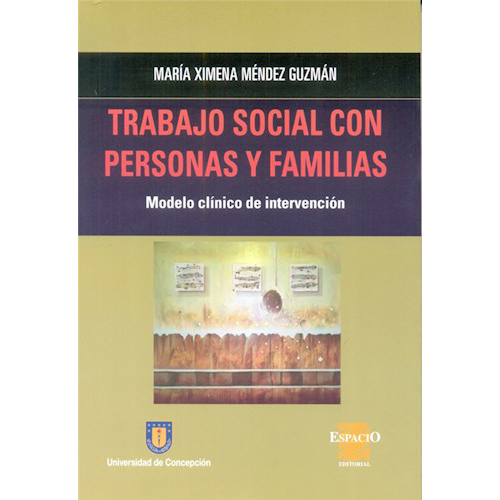 MARÍA XIMENA MÉNDEZ GUZMÁN
TRABAJO SOCIAL CON
PERSONAS Y FAMILIAS
Modelo clínico de intervención
Universidad de Concepción
ESPACIO
EDITORIAL